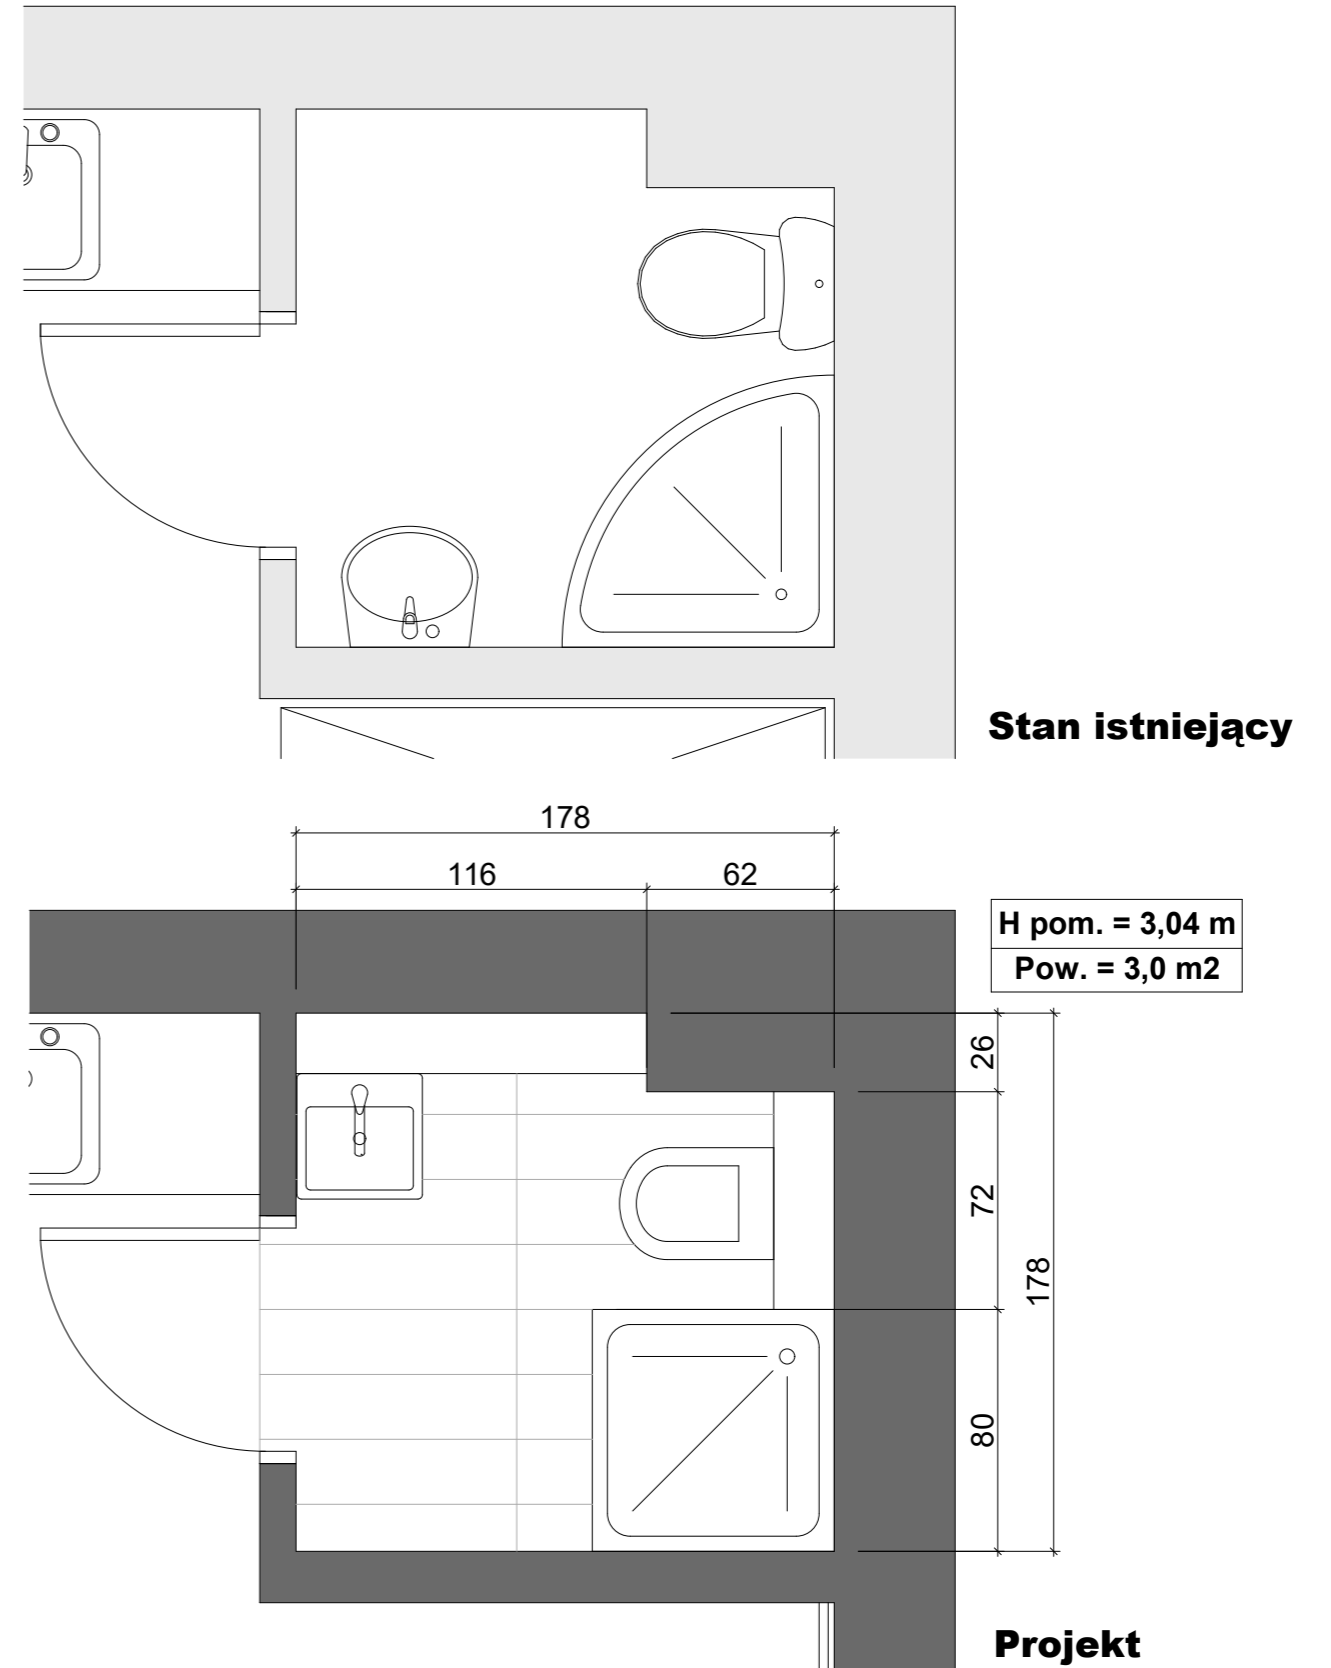 Stan istniejący
178
116
62
H pom. = 3,04 m
Pow. = 3,0 m2
26
72
178
80
Projekt